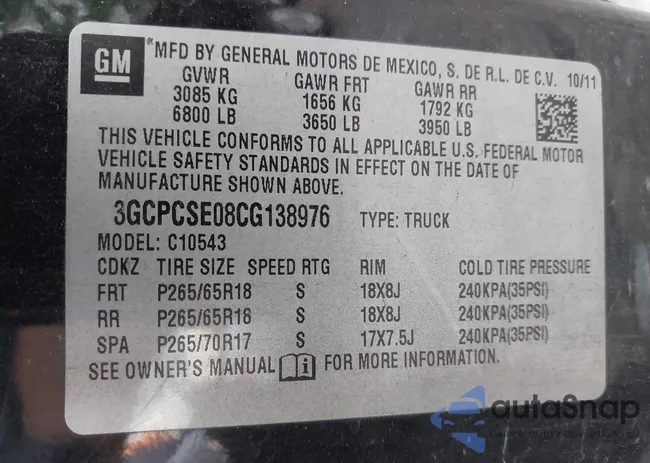 GM ® MFD BY GENERAL MOTORS DE MEXICO, S. DE R.L. DE C.V. 10/11
GVWR GAWR FRT GAWR RR
3085 KG 1656 KG 1792 KG
6800 LB 3650 LB 3950 LB
THIS VEHICLE CONFORMS TO ALL APPLICABLE U.S. FEDERAL MOTOR
VEHICLE SAFETY STANDARDS IN EFFECT ON THE DATE OF
MANUFACTURE SHOWN ABOVE.
3GCPCSE08CG138976 TYPE: TRUCK
MODEL: C10543
CDKZ TIRE SIZE SPEED RTG RIM COLD TIRE PRESSURE
FRT P265/65R18 S 18X8J 240KPA(35PSI)
RR P265/65R18 S 18X8J 240KPA(35PSI)
SPA P265/70R17 S 17X7.5J 240KPA(35PSI)
SEE OWNER'S MANUAL i FOR MORE INFORMATION.
autoSnap